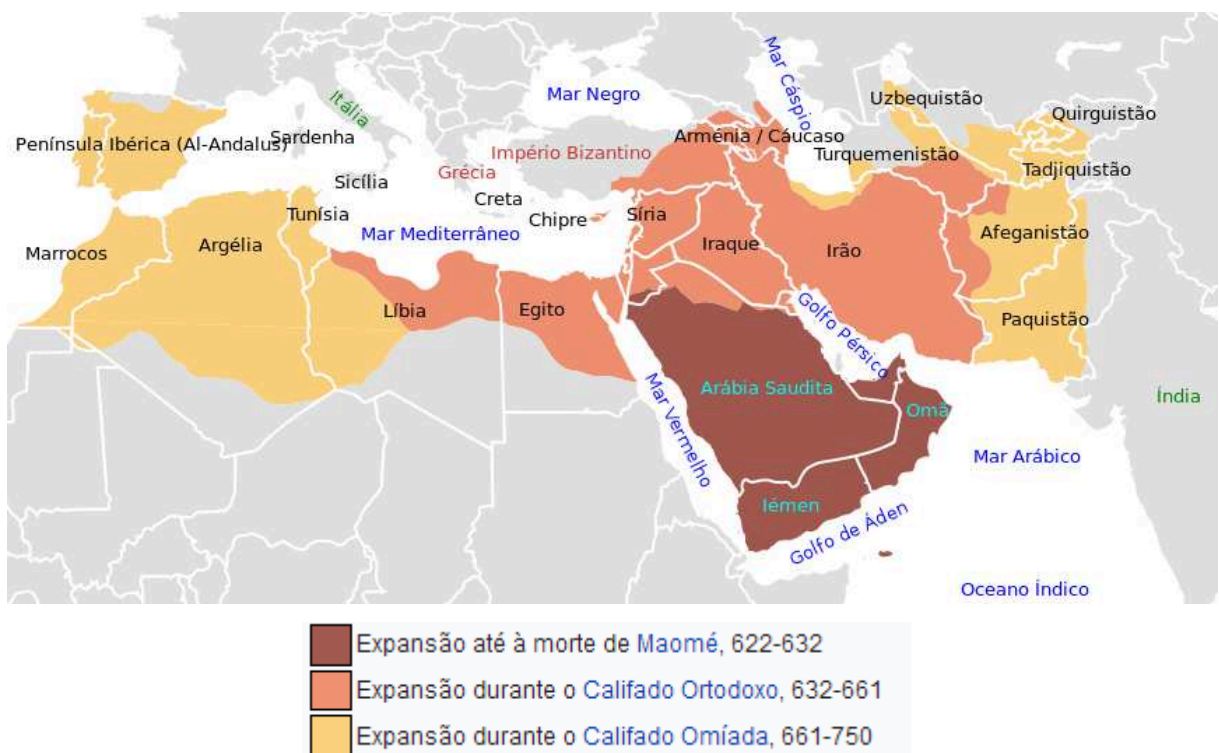 Mar Cáspio
Mar Negro
Uzbequistão
Quirguistão
Itália
Península Ibérica (Al-Andalus)
Sardenha
Arménia / Cáucaso
Império Bizantino
Turquemenistão
Tadjiquistão
Grécia
Sicília
Creta
Chipre
Tunísia
Síria
Mar Mediterrâneo
Marrocos
Argélia
Iraque
Irão
Afeganistão
Líbia
Egito
Golfo Pérsico
Paquistão
Mar Vermelho
Arábia Saudita
Omã
Índia
Mar Arábico
Iémen
Golfo de Áden
Oceano Índico
Expansão até à morte de Maomé, 622-632
Expansão durante o Califado Ortodoxo, 632-661
Expansão durante o Califado Omíada, 661-750